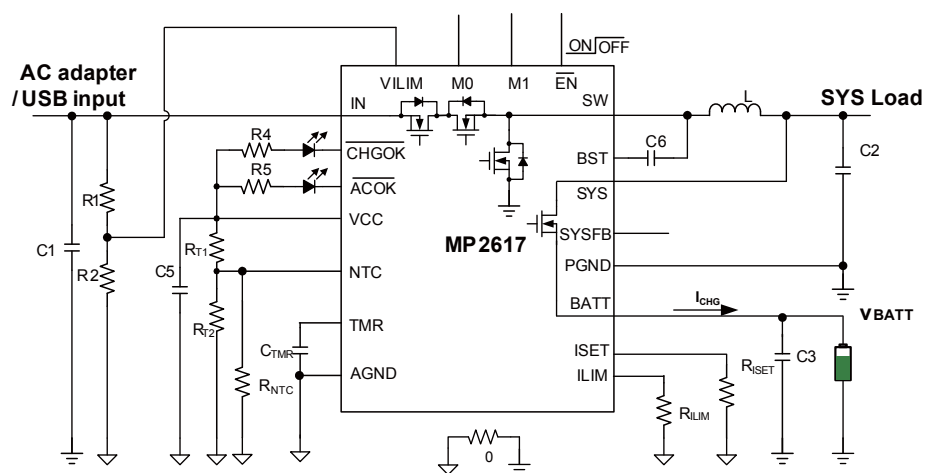 ON OFF
AC adapter
/USB input
VILIM M0 M1 EN
IN SW L SYS Load
R4 CHGOK C6 C2
BST
R5 ACOK SYS
R1 VCC
SYSFB
C1 RT1 MP2617
R2 C5 NTC PGND
BATT ICHG VBATT
RT2 TMR
CTMR ISET RISET C3
RNTC AGND ILIM
RILIM
0